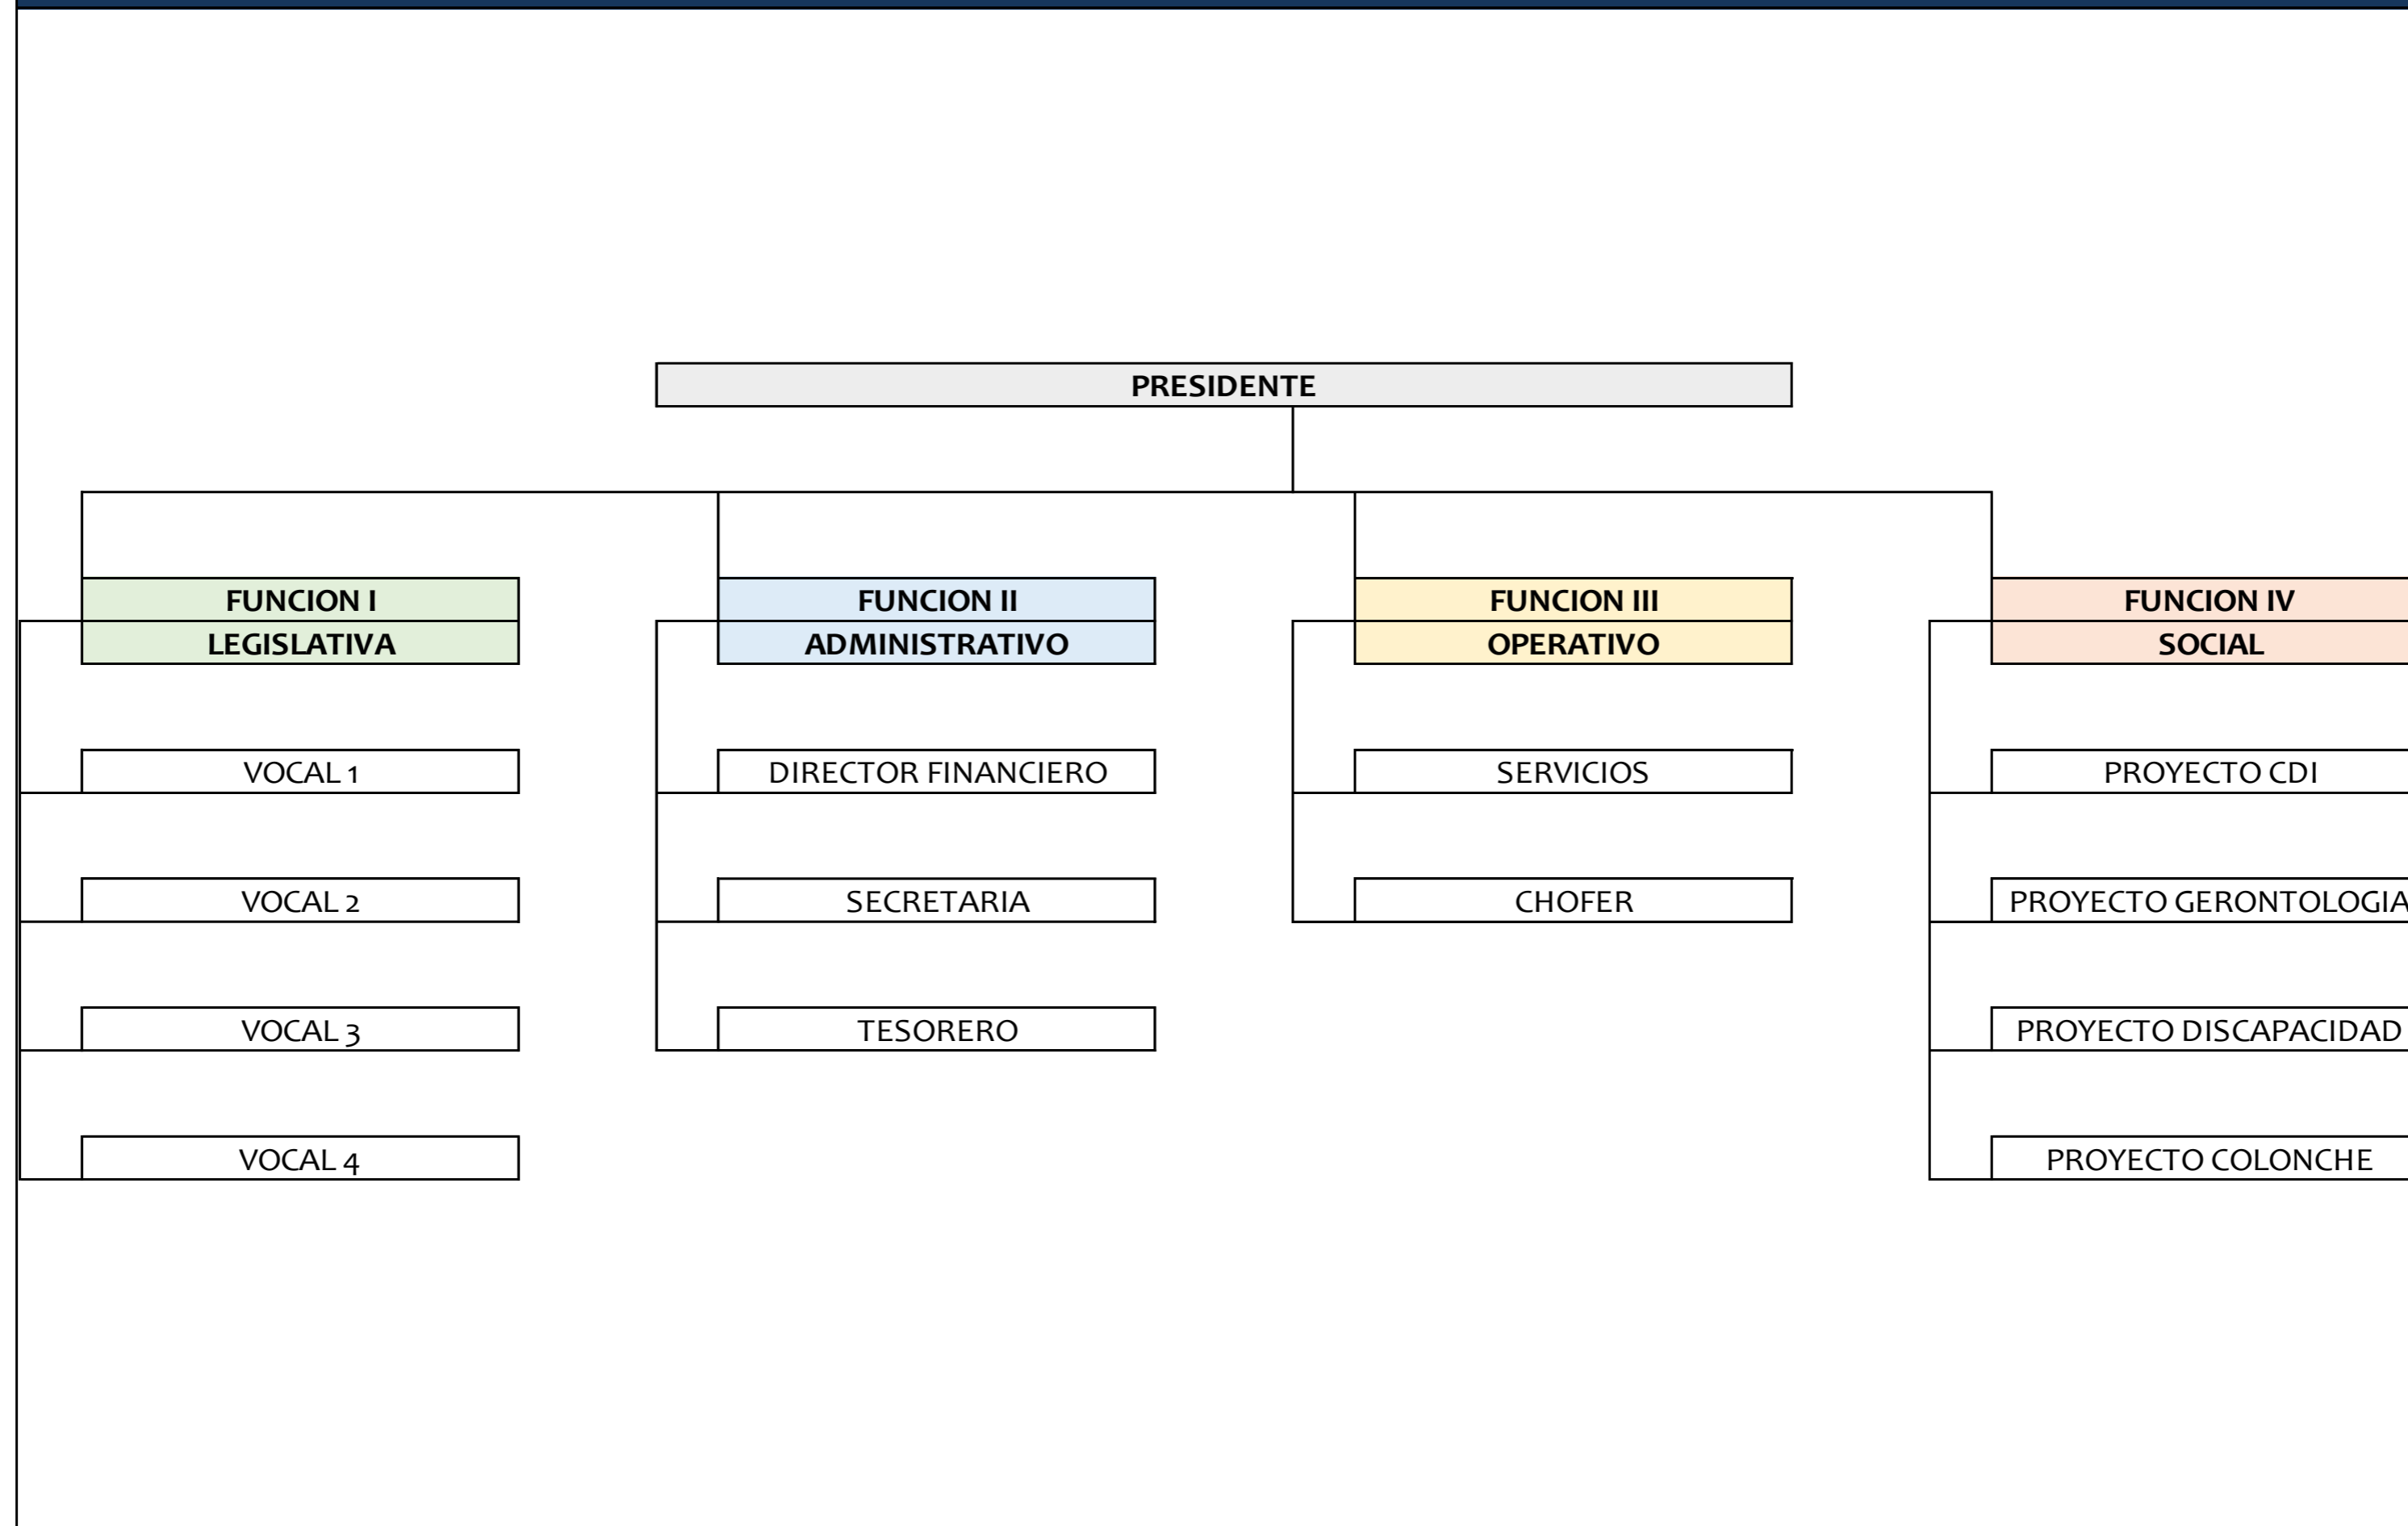 PRESIDENTE
FUNCION I
LEGISLATIVA
VOCAL 1
VOCAL 2
VOCAL 3
VOCAL 4
FUNCION II
ADMINISTRATIVO
DIRECTOR FINANCIERO
SECRETARIA
TESORERO
FUNCION III
OPERATIVO
SERVICIOS
CHOFER
FUNCION IV
SOCIAL
PROYECTO CDI
PROYECTO GERONTOLOGIA
PROYECTO DISCAPACIDAD
PROYECTO COLONCHE